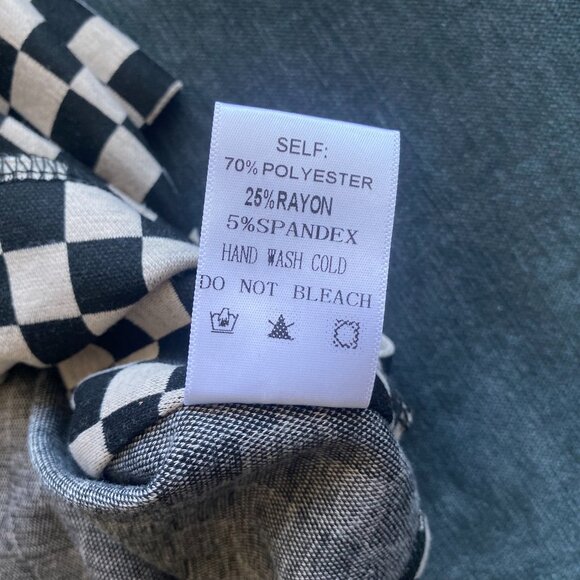 SELF:
70% POLYESTER
25%RAYON
5%SPANDEX
HAND WASH COLD
DO NOT BLEACH